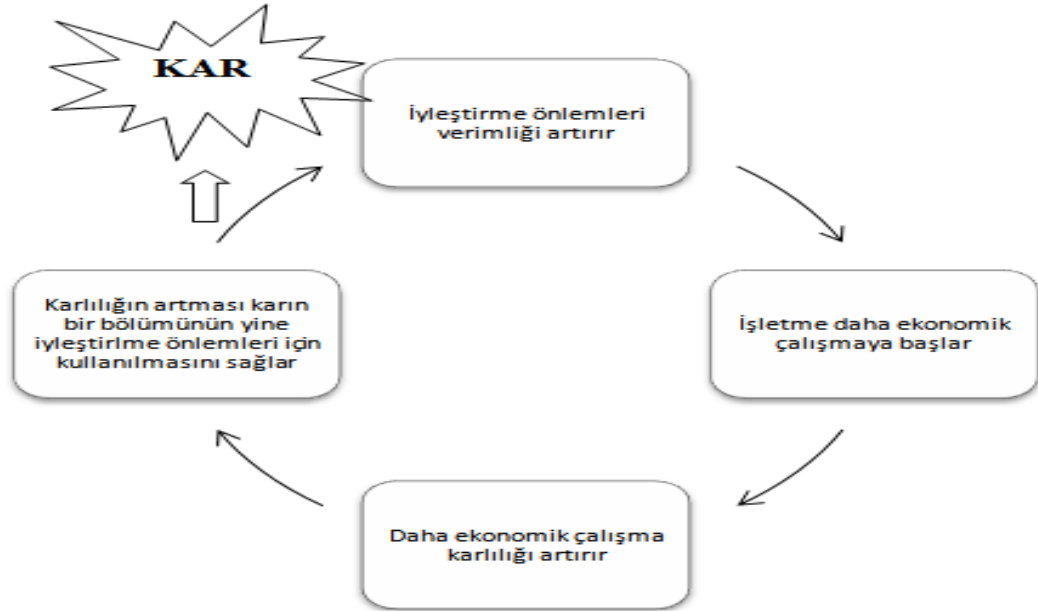 KAR
İyleştirme önlemleri
verimliği artırır
İşletme daha ekonomik
çalışmaya başlar
Daha ekonomik çalışma
karlılığı artırır
Karlılığın artması karın
bir bölümünün yine
iyleştirlme önlemleri için
kullanılmasını sağlar